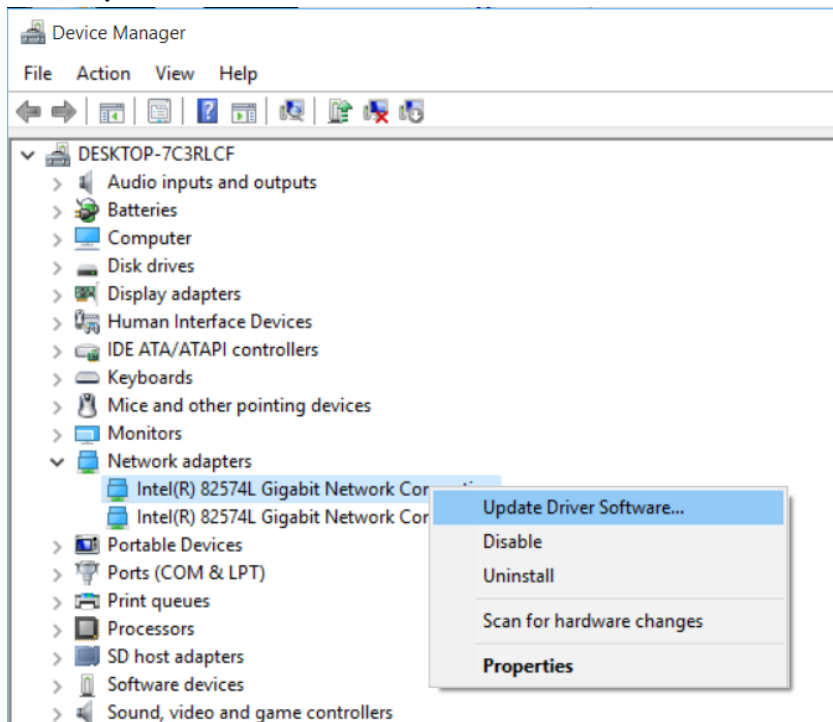 Device Manager
File Action View Help
DESKTOP-7C3RLCF
Audio inputs and outputs
Batteries
Computer
Disk drives
Display adapters
Human Interface Devices
IDE ATA/ATAPI controllers
Keyboards
Mice and other pointing devices
Monitors
Network adapters
Intel(R) 82574L Gigabit Network
Intel(R) 82574L Gigabit Network
Portable Devices
Ports (COM & LPT)
Print queues
Processors
SD host adapters
Software devices
Sound, video and game controllers
Update Driver Software...
Disable
Uninstall
Scan for hardware changes
Properties